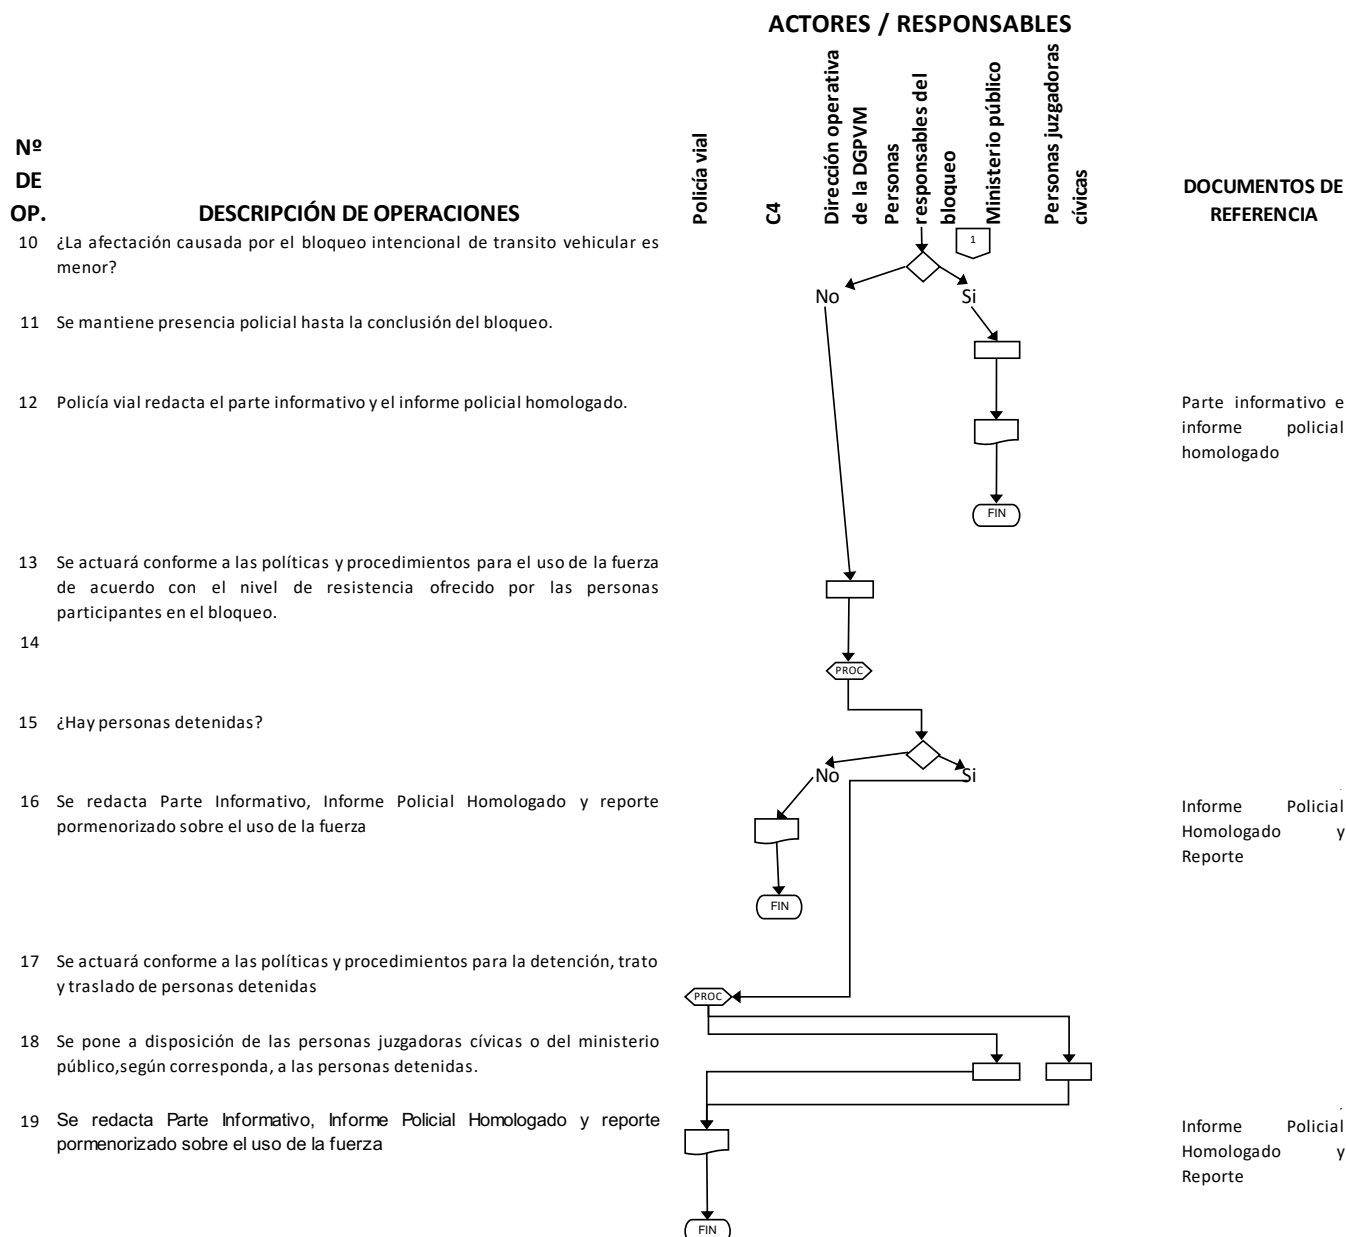 ACTORES / RESPONSABLES
Nº
DE
OP.
DESCRIPCIÓN DE OPERACIONES
Policía vial
C4
Dirección operativa
de la DGPVM
Personas
responsables del
bloqueo
Ministerio público
Personas juzgadoras
cívicas
DOCUMENTOS DE
REFERENCIA
10 ¿La afectación causada por el bloqueo intencional de transito vehicular es
menor?
1
No
Si
11 Se mantiene presencia policial hasta la conclusión del bloqueo.
12 Policía vial redacta el parte informativo y el informe policial homologado.
Parte informativo e
informe policial
homologado
FIN
13 Se actuará conforme a las políticas y procedimientos para el uso de la fuerza
de acuerdo con el nivel de resistencia ofrecido por las personas
participantes en el bloqueo.
14
PROC
15 ¿Hay personas detenidas?
No
Si
16 Se redacta Parte Informativo, Informe Policial Homologado y reporte
pormenorizado sobre el uso de la fuerza
Informe Policial
Homologado y
Reporte
FIN
17 Se actuará conforme a las políticas y procedimientos para la detención, trato
y traslado de personas detenidas
PROC
18 Se pone a disposición de las personas juzgadoras cívicas o del ministerio
público,según corresponda, a las personas detenidas.
19 Se redacta Parte Informativo, Informe Policial Homologado y reporte
pormenorizado sobre el uso de la fuerza
Informe Policial
Homologado y
Reporte
FIN